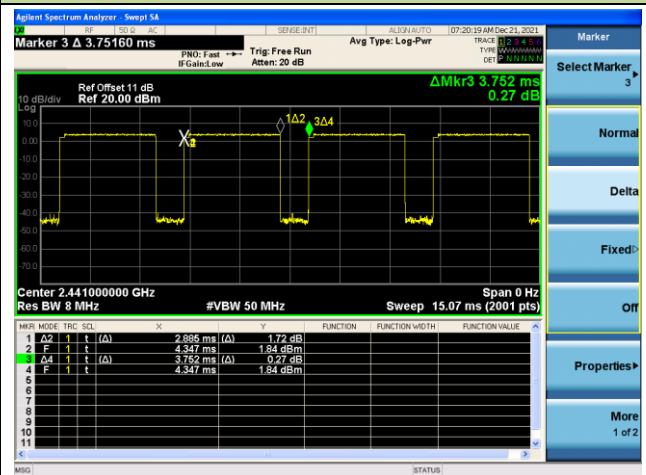 Agilent Spectrum Analyzer - Swept SA
RF 50 Ω AC SENSE:INT ALIGN AUTO 07:20:19 AM Dec 21, 2021
Marker 3 Δ 3.75160 ms
PNO: Fast
IFGain:Low
Trig: Free Run
Atten: 20 dB
Avg Type: Log-Pwr
TRACE 1 2 3 4 5 6
TYPE
DET P N N N N N
Marker
Select Marker
3
Normal
Delta
Fixed
Off
Properties
More
1 of 2
Ref Offset 11 dB
10 dB/div Ref 20.00 dBm
Log
ΔMkr3 3.752 ms
0.27 dB
10.0
0.00
-10.0
-20.0
-30.0
-40.0
-50.0
-60.0
-70.0
1Δ2
3Δ4
Center 2.441000000 GHz Span 0 Hz
Res BW 8 MHz #VBW 50 MHz Sweep 15.07 ms (2001 pts)
MKR MODE TRC SCL X Y FUNCTION FUNCTION WIDTH FUNCTION VALUE
1 Δ2 1 t (Δ) 2.885 ms (Δ) 1.72 dB
2 F 1 t 4.347 ms 1.84 dBm
3 Δ4 1 t (Δ) 3.752 ms (Δ) 0.27 dB
4 F 1 t 4.347 ms 1.84 dBm
5
6
7
8
9
10
11
MSG STATUS